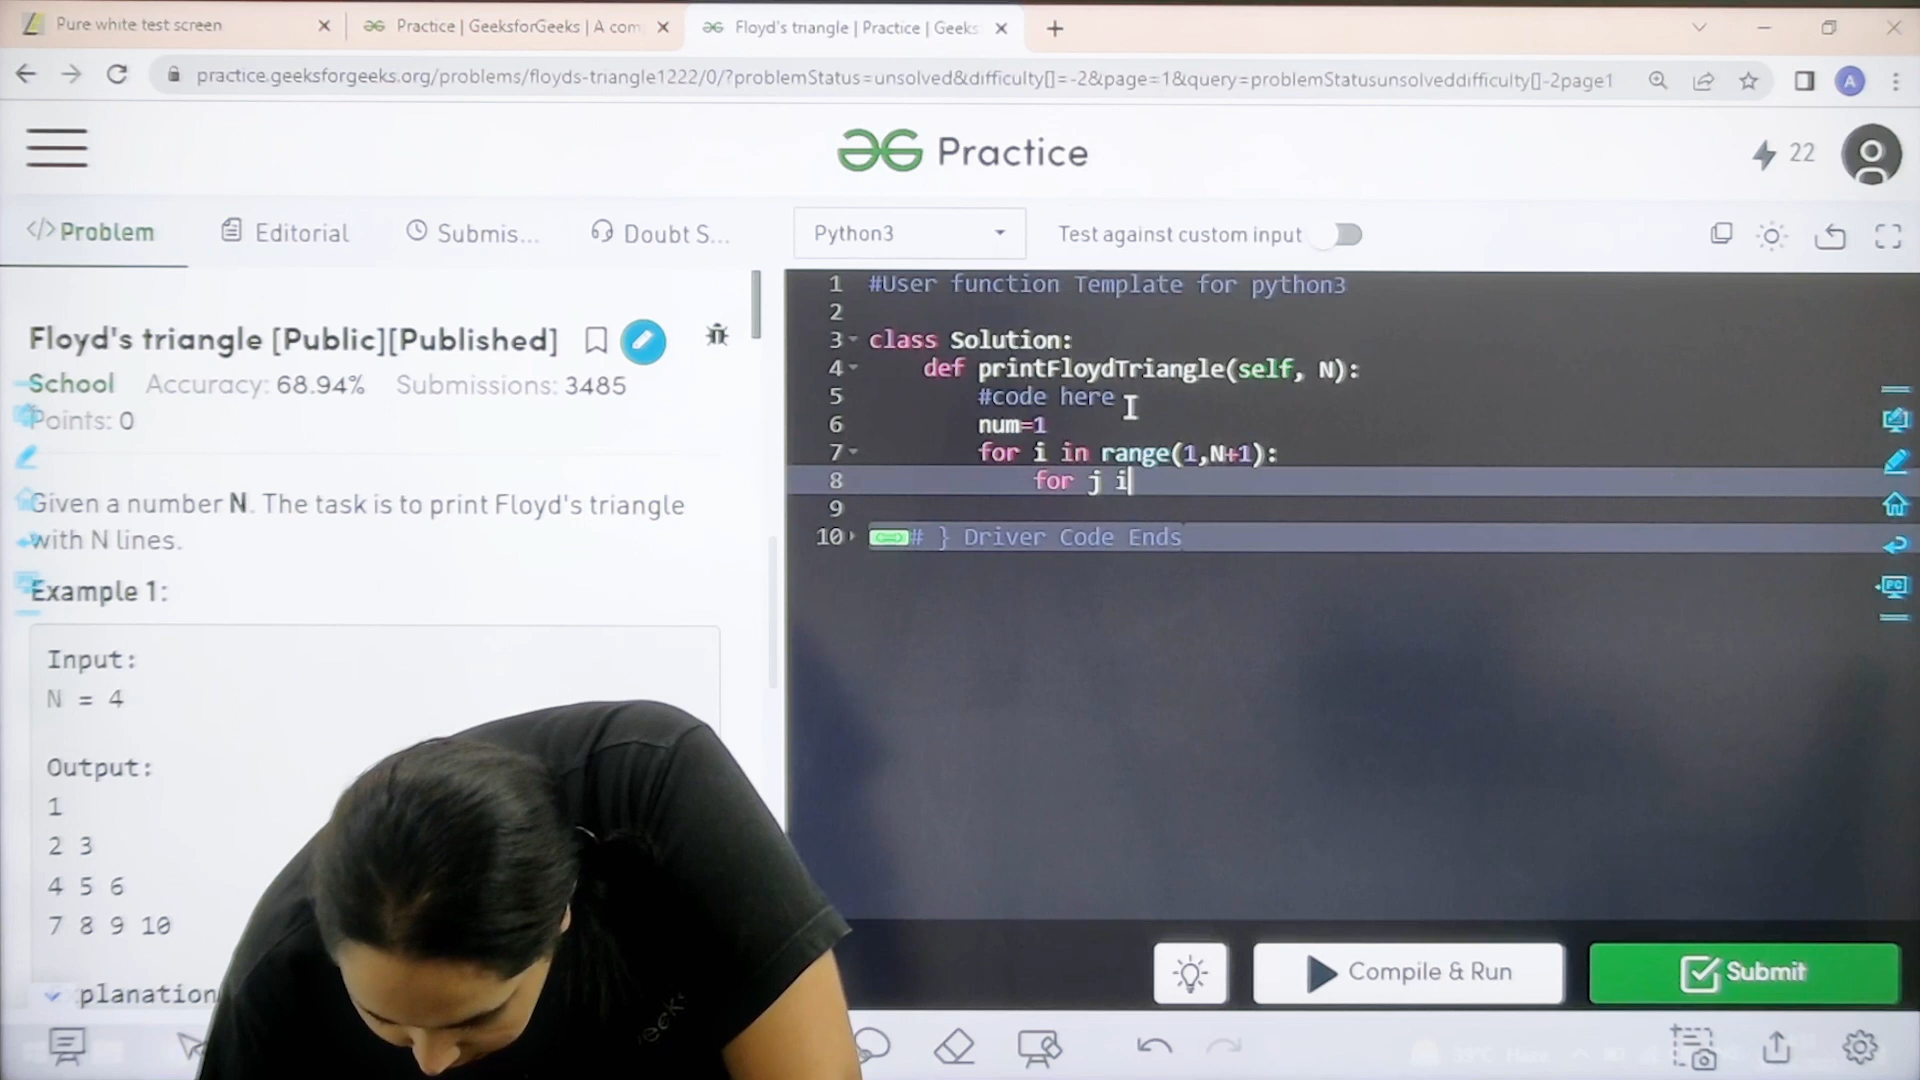 Pure white test screen
Practice | GeeksforGeeks | A com
Floyd's triangle | Practice | Geeks
practice.geeksforgeeks.org/problems/floyds-triangle1222/0/?problemStatus=unsolved&difficulty[]=-2&page=1&query=problemStatusunsolveddifficulty[]-2page1
A
Practice
22
</> Problem
Editorial
Submis...
Doubt S...
Python3
Test against custom input
Floyd's triangle [Public][Published]
School Accuracy: 68.94% Submissions: 3485
Points: 0
Given a number N. The task is to print Floyd's triangle
with N lines.
Example 1:
Input:
N = 4
Output:
1
2 3
4 5 6
7 8 9 10
planation
1 #User function Template for python3
2
3 class Solution:
4 def printFloydTriangle(self, N):
5 #code here
6 num=1
7 for i in range(1,N+1):
8 for j i
9
10 # } Driver Code Ends
PC
Compile & Run
Submit